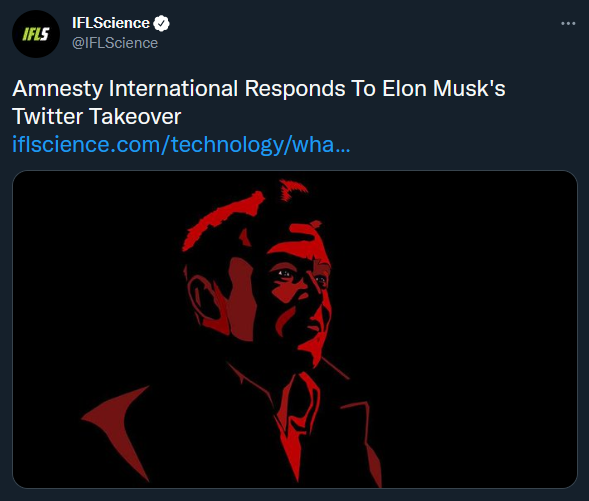 IFLS
IFLScience
@IFLScience
...
Amnesty International Responds To Elon Musk's
Twitter Takeover
iflscience.com/technology/wha...